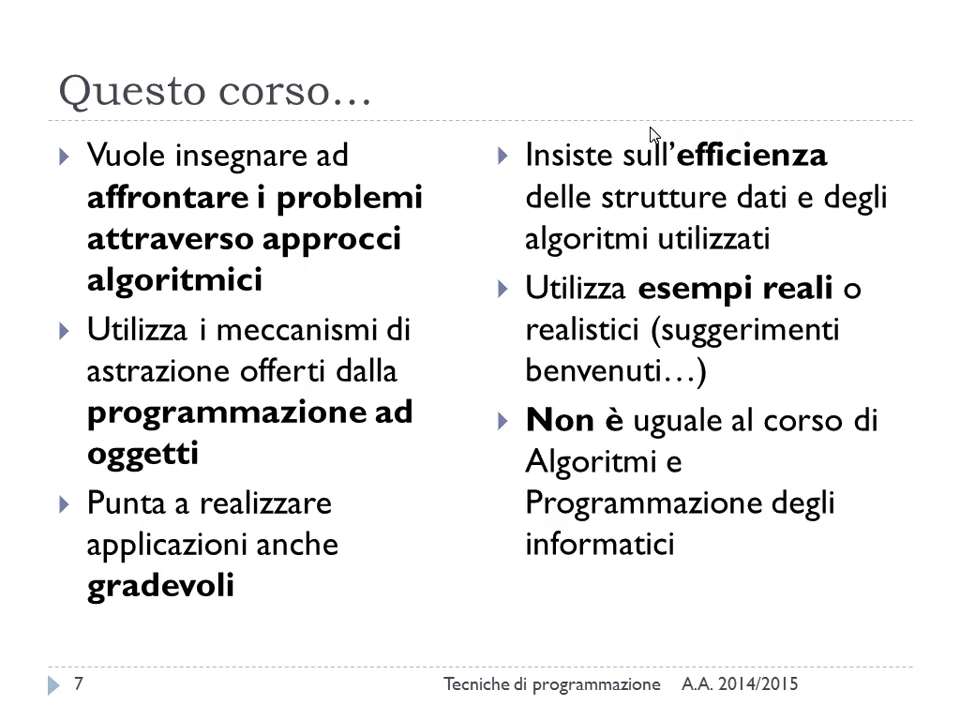 Questo corso…
Vuole insegnare ad
affrontare i problemi
attraverso approcci
algoritmici
Utilizza i meccanismi di
astrazione offerti dalla
programmazione ad
oggetti
Punta a realizzare
applicazioni anche
gradevoli
Insiste sull’efficienza
delle strutture dati e degli
algoritmi utilizzati
Utilizza esempi reali o
realistici (suggerimenti
benvenuti…)
Non è uguale al corso di
Algoritmi e
Programmazione degli
informatici
7 Tecniche di programmazione A.A. 2014/2015